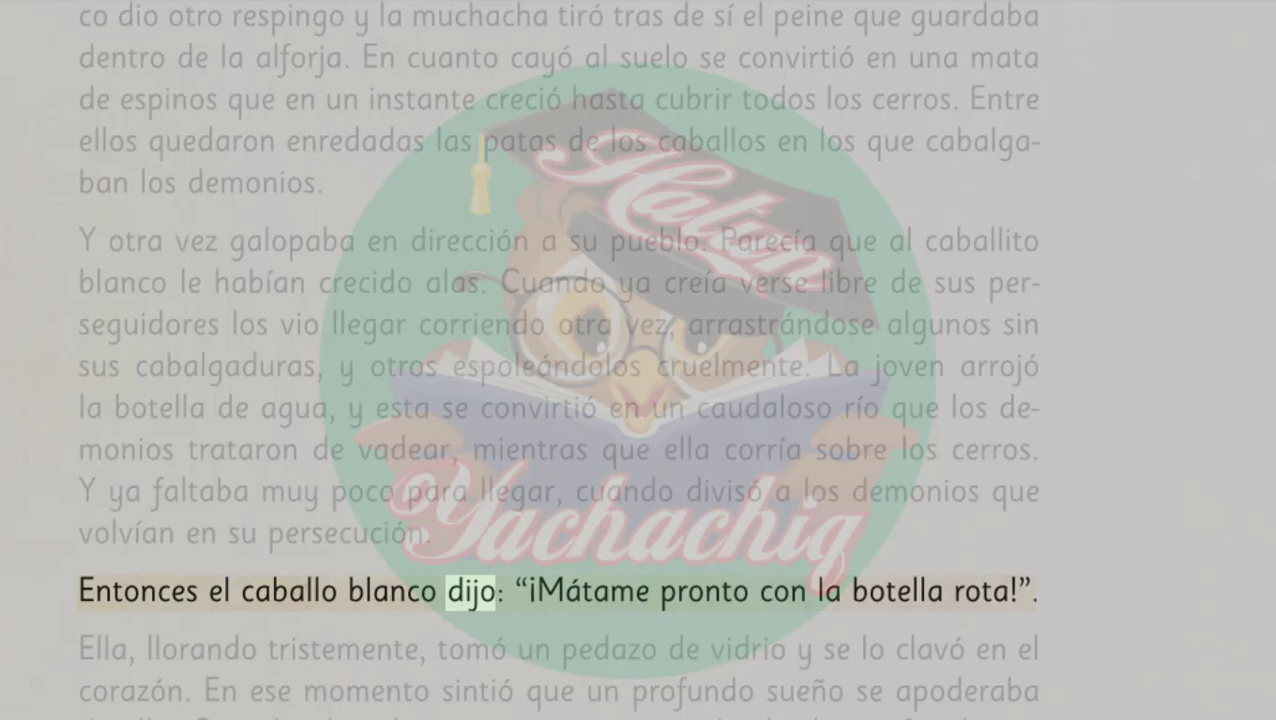 co dio otro respingo y la muchacha tiró tras de sí el peine que guardaba
dentro de la alforja. En cuanto cayó al suelo se convirtió en una mata
de espinos que en un instante creció hasta cubrir todos los cerros. Entre
ellos quedaron enredadas las patas de los caballos en los que cabalga-
ban los demonios.
Y otra vez galopaba en dirección a su pueblo. Parecía que al caballito
blanco le habían crecido alas. Cuando ya creía verse libre de sus per-
seguidores los vio llegar corriendo otra vez, arrastrándose algunos sin
sus cabalgaduras, y otros espoleándolos cruelmente. La joven arrojó
la botella de agua, y esta se convirtió en un caudaloso río que los de-
monios trataron de vadear, mientras que ella corría sobre los cerros.
Y ya faltaba muy poco para llegar, cuando divisó a los demonios que
volvían en su persecución.
Entonces el caballo blanco dijo: “¡Mátame pronto con la botella rota!”.
Ella, llorando tristemente, tomó un pedazo de vidrio y se lo clavó en el
corazón. En ese momento sintió que un profundo sueño se apoderaba
Hatun
Yachachiq